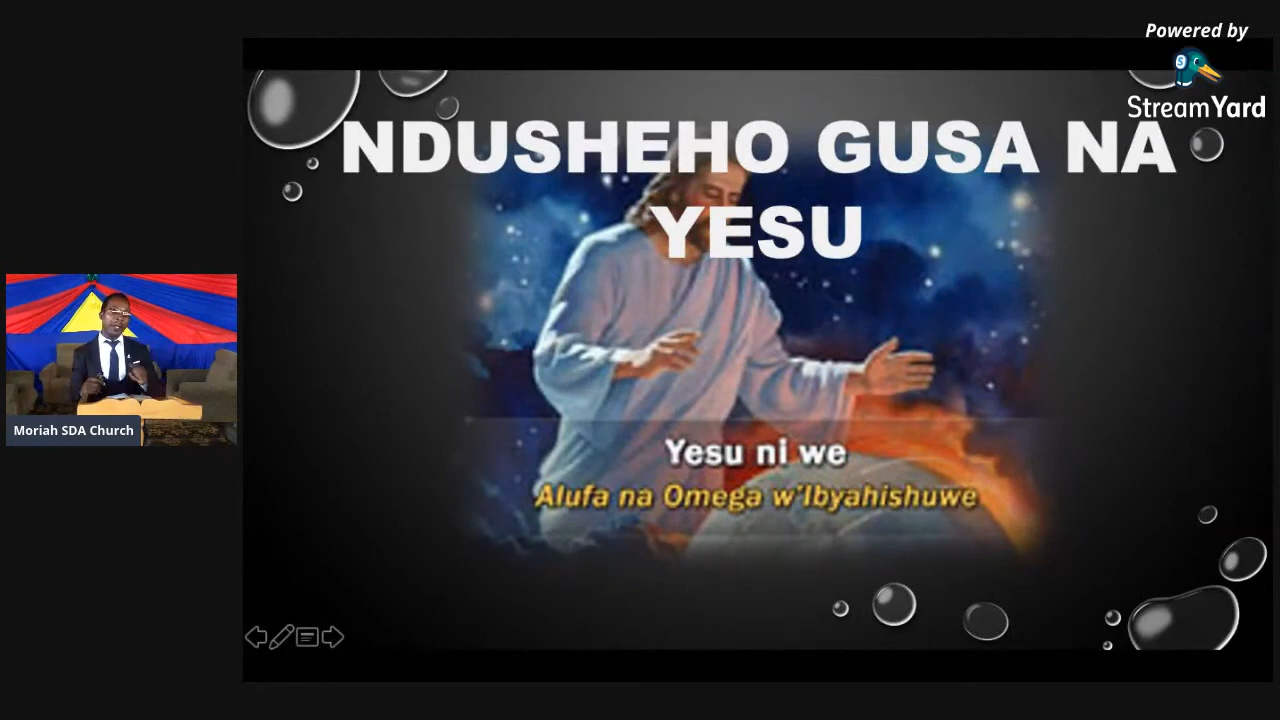 Powered by
StreamYard
NDUSHEHO GUSA NA
YESU
Yesu ni we
Alufa na Omega w'Ibyahishuwe
Moriah SDA Church